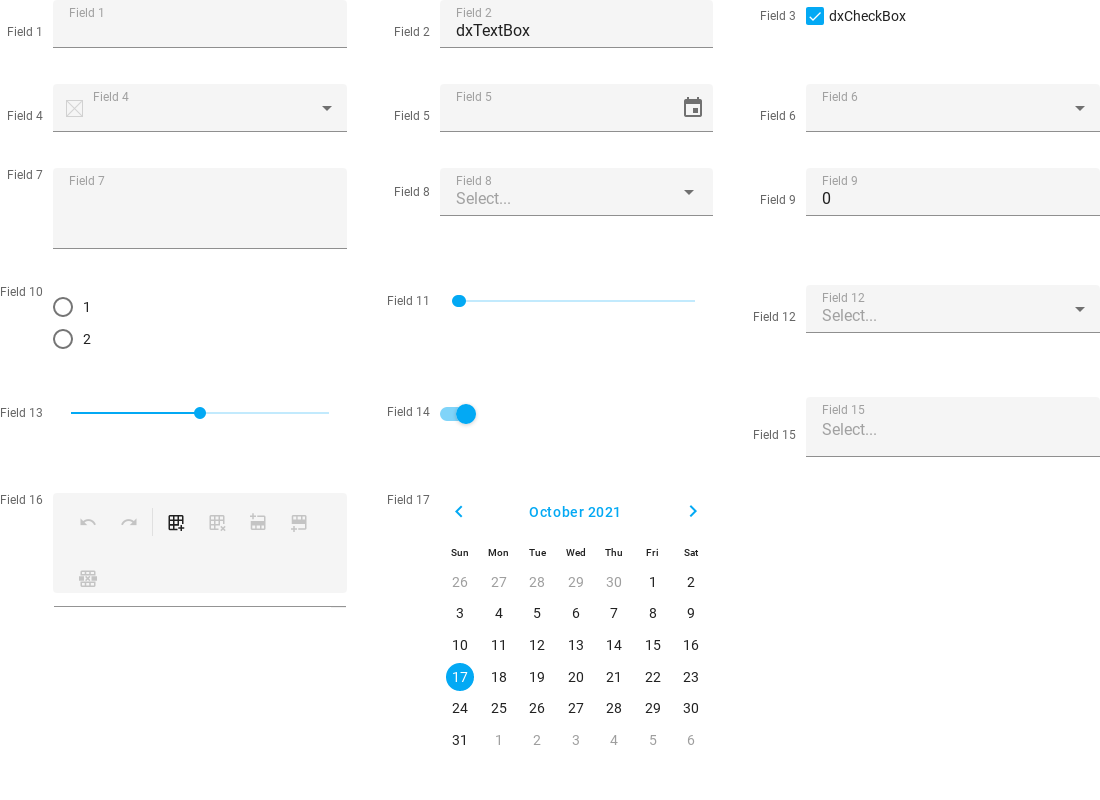 Field 1
Field 1
Field 2
Field 2
dxTextBox
Field 3
dxCheckBox
Field 4
Field 4
Field 5
Field 5
Field 6
Field 6
Field 7
Field 7
Field 8
Field 8
Select...
Field 9
Field 9
0
Field 10
1
2
Field 11
Field 12
Field 12
Select...
Field 13
Field 14
Field 15
Field 15
Select...
Field 16
Field 17
October 2021
Sun Mon Tue Wed Thu Fri Sat
26 27 28 29 30 1 2
3 4 5 6 7 8 9
10 11 12 13 14 15 16
17 18 19 20 21 22 23
24 25 26 27 28 29 30
31 1 2 3 4 5 6